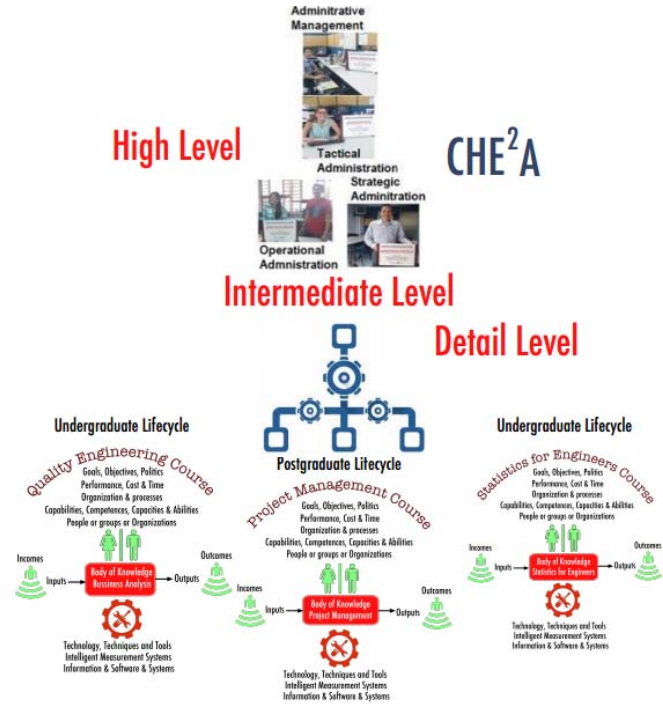 Adminitrative
Management
High Level
CHE²A
Tactical
Administration
Strategic
Adminitration
Operational
Admnistration
Intermediate Level
Detail Level
Undergraduate Lifecycle
Quality Engineering Course
Goals, Objectives, Politics
Performance, Cost & Time
Organization & processes
Capabilities, Competences, Capacities & Abilities
People or groups or Organizations
Incomes
Inputs
Body of Knowledge
Bussiness Analysis
Outputs
Outcomes
Technology, Techniques and Tools
Intelligent Measurement Systems
Information & Software & Systems
Postgraduate Lifecycle
Project Management Course
Goals, Objectives, Politics
Performance, Cost & Time
Organization & processes
Capabilities, Competences, Capacities & Abilities
People or groups or Organizations
Incomes
Inputs
Body of Knowledge
Project Management
Outputs
Outcomes
Technology, Techniques and Tools
Intelligent Measurement Systems
Information & Software & Systems
Undergraduate Lifecycle
Statistics for Engineers Course
Goals, Objectives, Politics
Performance, Cost & Time
Organization & processes
Capabilities, Competences, Capacities & Abilities
People or groups or Organizations
Incomes
Inputs
Body of Knowledge
Statistics for Engineers
Outputs
Outcomes
Technology, Techniques and Tools
Intelligent Measurement Systems
Information & Software & Systems